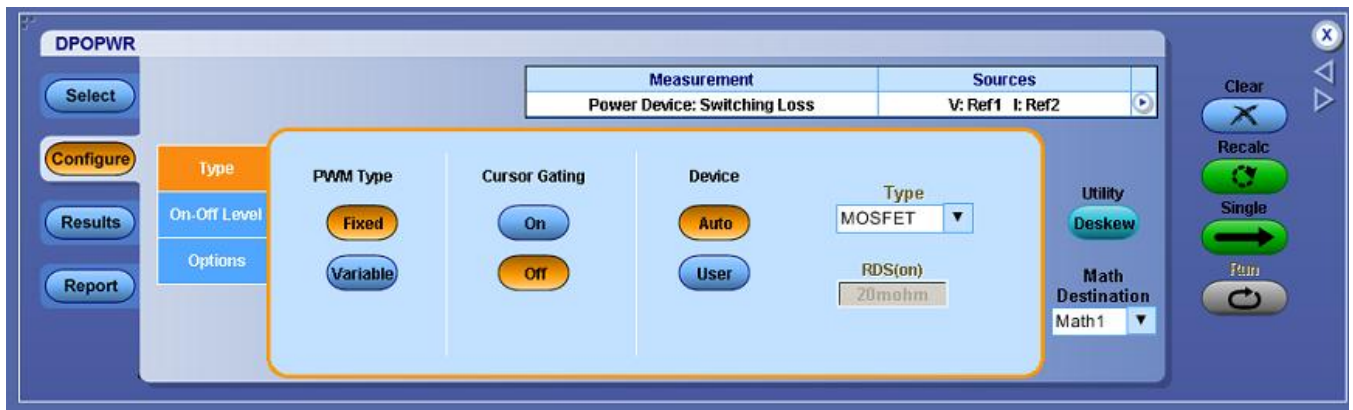 DPOPWR
X
Select
Configure
Results
Report
Measurement Sources
Power Device: Switching Loss V: Ref1 I: Ref2
Type
On-Off Level
Options
PWM Type
Fixed
Variable
Cursor Gating
On
Off
Device
Auto
User
Type
MOSFET
RDS(on)
20mohm
Utility
Deskew
Math
Destination
Math1
Clear
Recalc
Single
Run